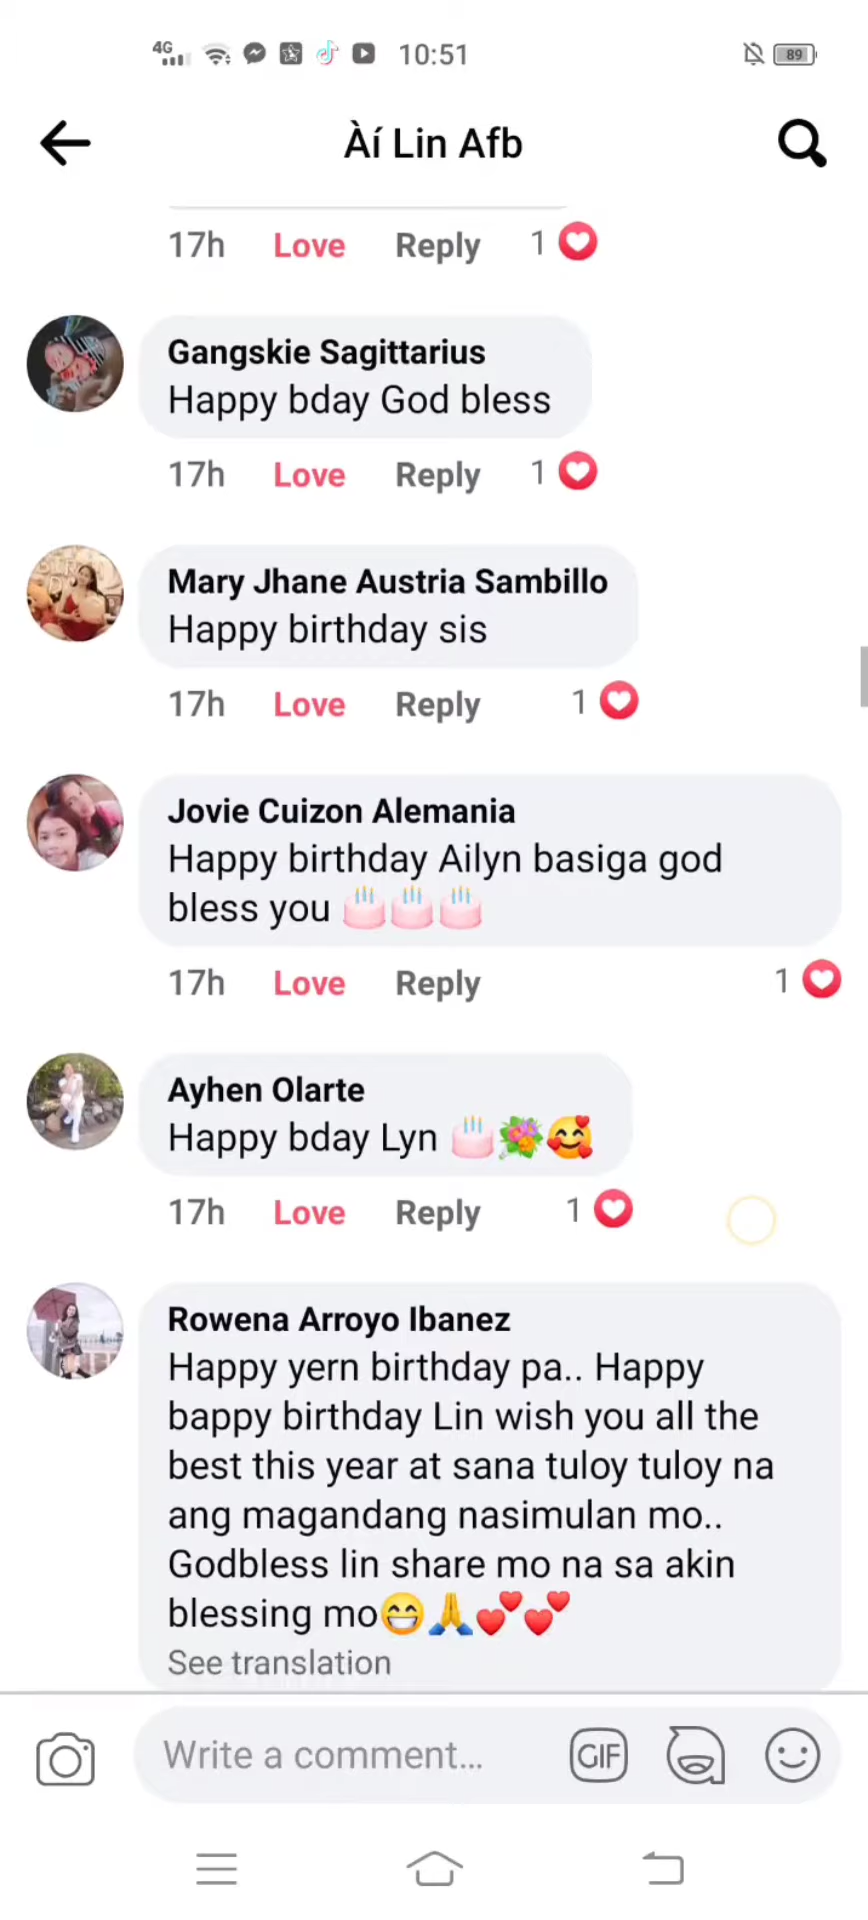 4G 10:51 89
Àí Lin Afb
17h Love Reply 1
Gangskie Sagittarius
Happy bday God bless
17h Love Reply 1
Mary Jhane Austria Sambillo
Happy birthday sis
17h Love Reply 1
Jovie Cuizon Alemania
Happy birthday Ailyn basiga god
bless you 🎂🎂🎂
17h Love Reply 1
Ayhen Olarte
Happy bday Lyn 🎂💐🥰
17h Love Reply 1
Rowena Arroyo Ibanez
Happy yern birthday pa.. Happy
bappy birthday Lin wish you all the
best this year at sana tuloy tuloy na
ang magandang nasimulan mo..
Godbless lin share mo na sa akin
blessing mo😁🙏💕💕
See translation
Write a comment... GIF